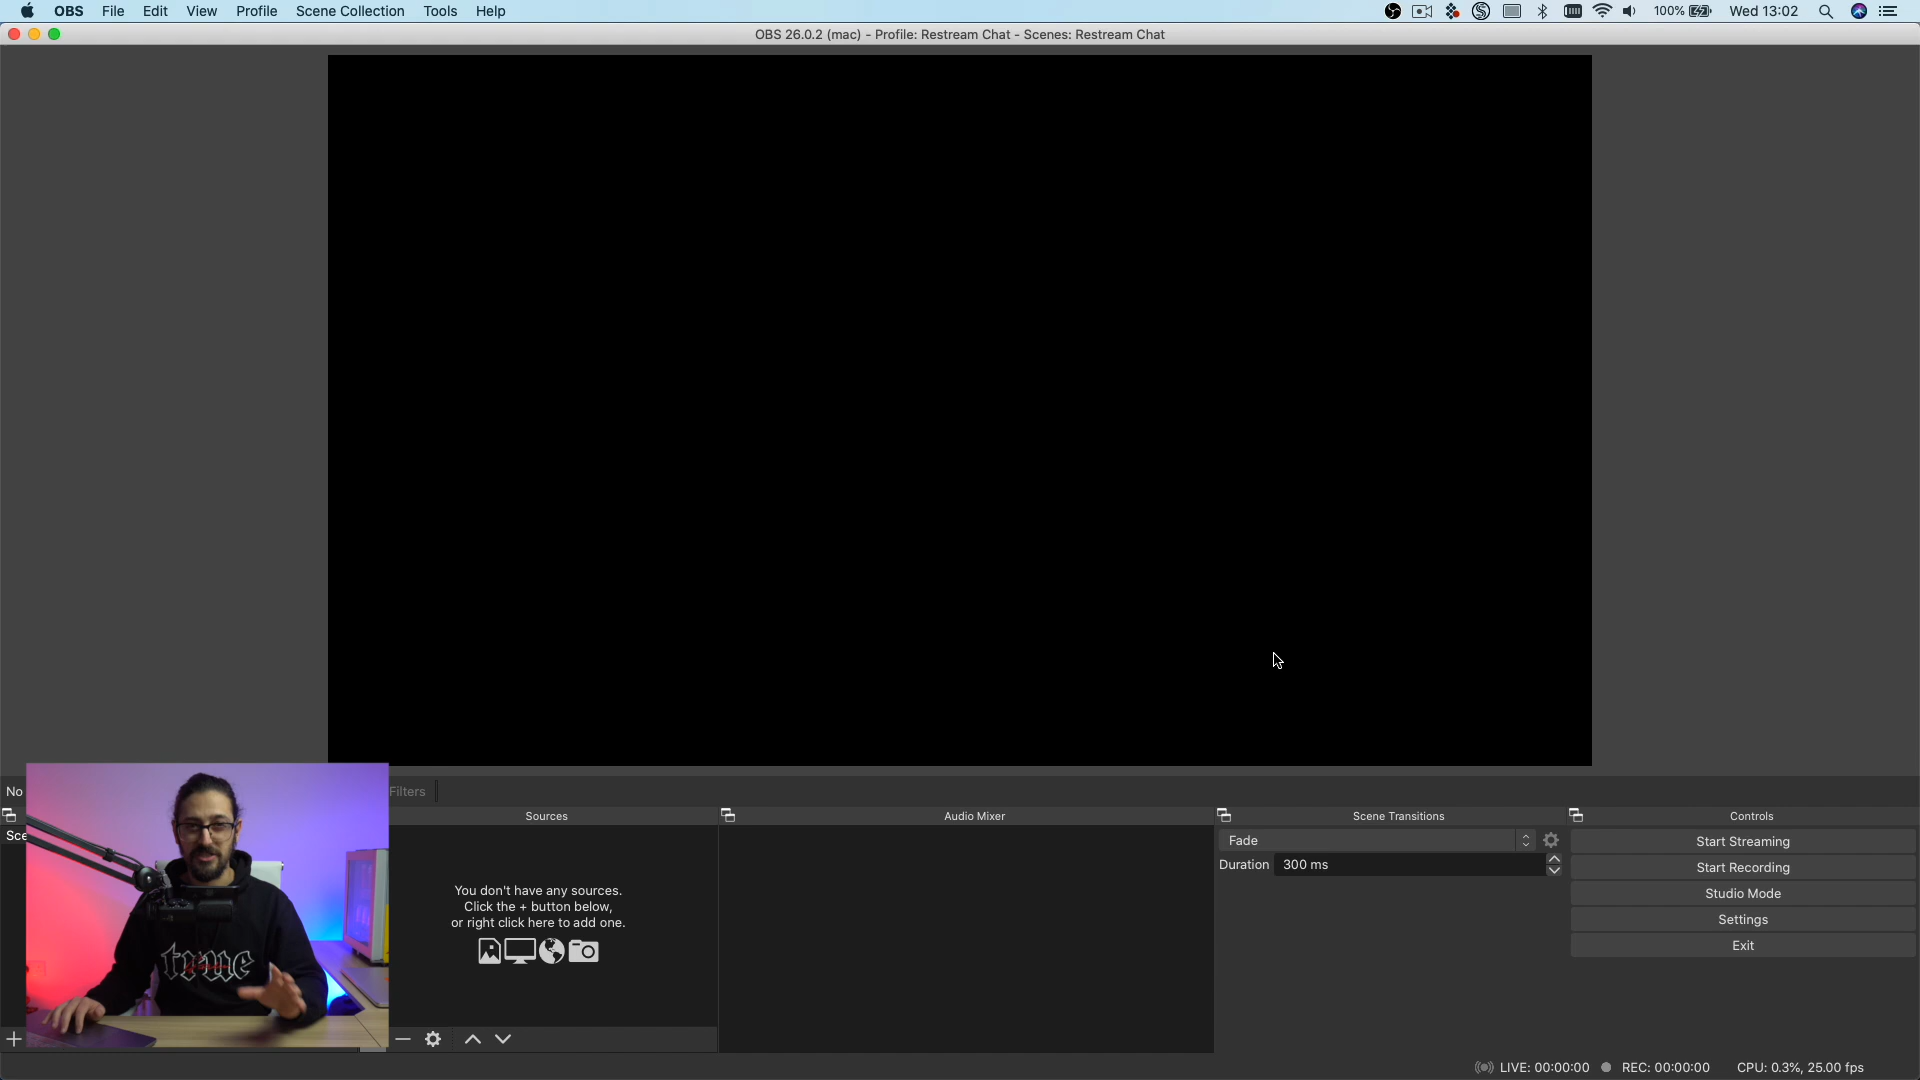 OBS File Edit View Profile Scene Collection Tools Help 100% Wed 13:02
OBS 26.0.2 (mac) - Profile: Restream Chat - Scenes: Restream Chat
No
Filters
Sources
Audio Mixer
Scene Transitions
Controls
Sce
Fade
Duration 300 ms
Start Streaming
Start Recording
Studio Mode
Settings
Exit
You don't have any sources.
Click the + button below,
or right click here to add one.
LIVE: 00:00:00 REC: 00:00:00 CPU: 0.3%, 25.00 fps